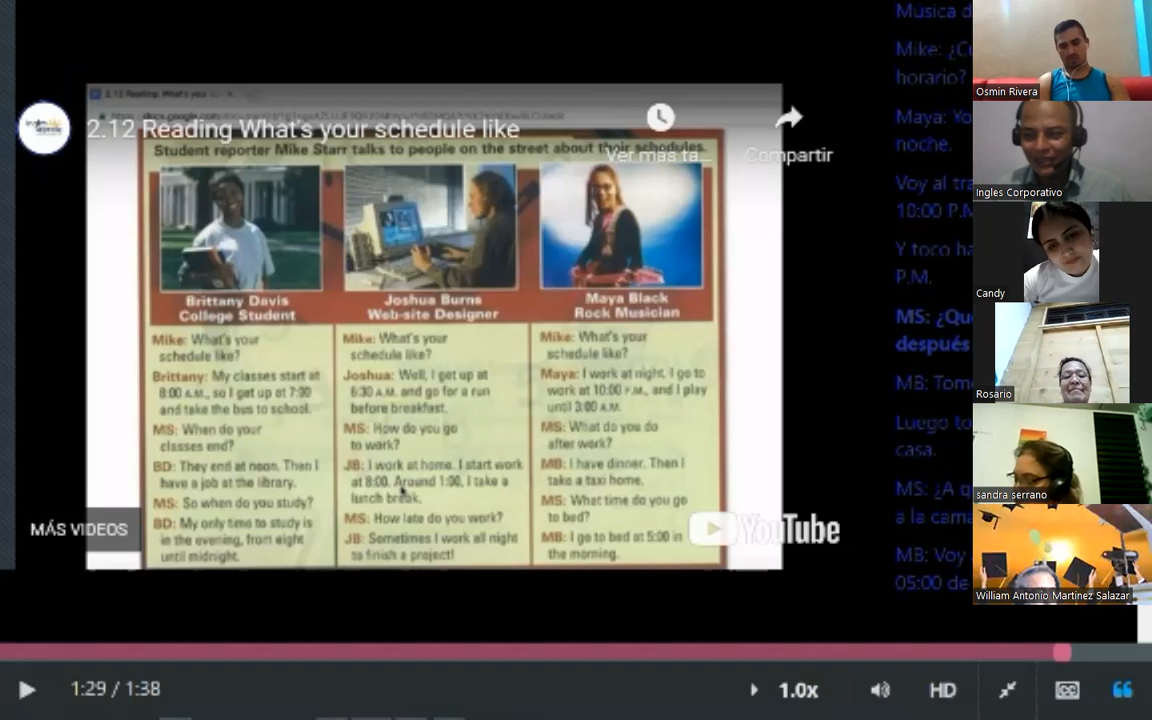 2.12 Reading What's your schedule like
Ver más ta...
Compartir
Student reporter Mike Starr talks to people on the street about their schedules.
Brittany Davis
College Student
Mike: What's your
schedule like?
Brittany: My classes start at
8:00 A.M., so I get up at 7:00
and take the bus to school.
MS: When do your
classes end?
BD: They end at noon. Then I
have a job at the library.
MS: So when do you study?
BD: My only time to study is
in the evening, from eight
until midnight.
Joshua Burns
Web-site Designer
Mike: What's your
schedule like?
Joshua: Well, I get up at
6:30 A.M. and go for a run
before breakfast.
MS: How do you go
to work?
JB: I work at home. I start work
at 8:00. Around 1:00, I take a
lunch break.
MS: How late do you work?
JB: Sometimes I work all night
to finish a project!
Maya Black
Rock Musician
Mike: What's your
schedule like?
Maya: I work at night. I go to
work at 10:00 P.M., and I play
until 3:00 A.M.
MS: What do you do
after work?
MB: I have dinner. Then I
take a taxi home.
MS: What time do you go
to bed?
MB: I go to bed at 5:00 in
the morning.
MÁS VIDEOS
YouTube
Música d
Mike: ¿C
horario?
Maya: Yo
noche.
Voy al tra
10:00 P.M
Y toco ha
P.M.
MS: ¿Qu
después
MB: Tom
Luego to
casa.
MS: ¿A q
a la cama
MB: Voy
05:00 de
Osmin Rivera
Ingles Corporativo
Candy
Rosario
sandra serrano
William Antonio Martinez Salazar
1:29 / 1:38
1.0x
HD
CC